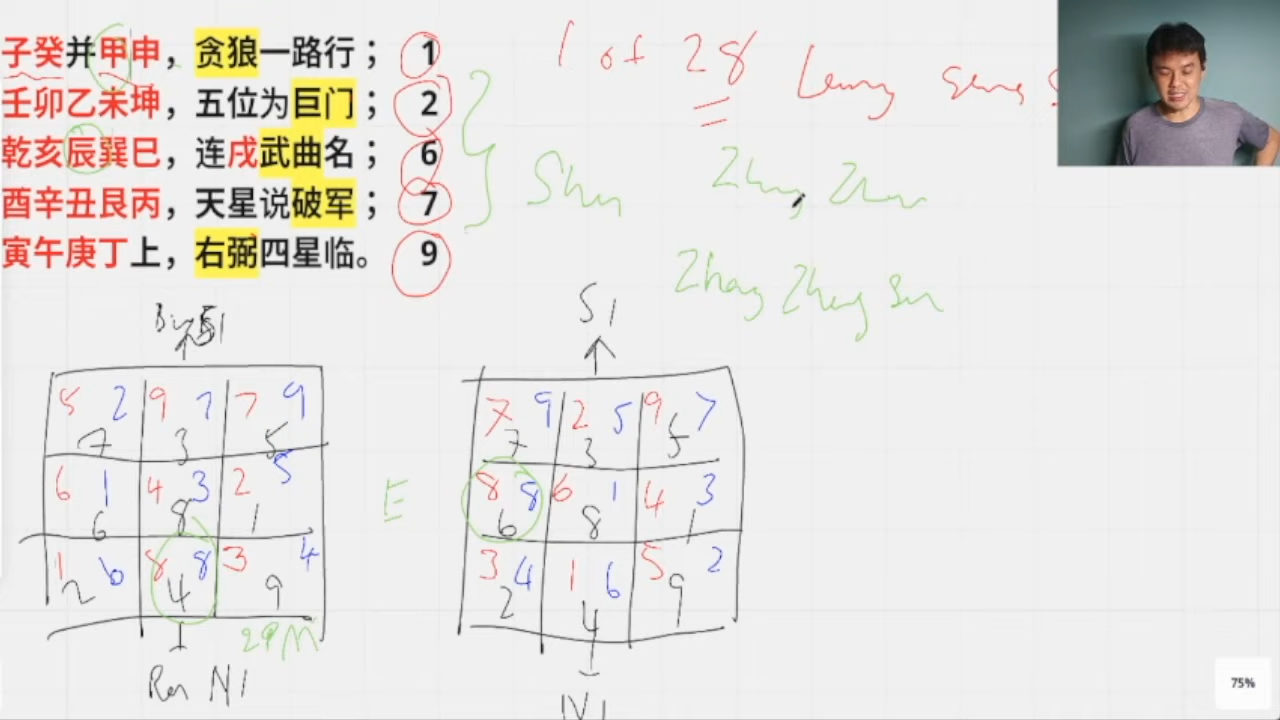 子癸并甲申，贪狼一路行； 1
壬卯乙未坤，五位为巨门； 2
乾亥辰巽巳，连戌武曲名； 6
酉辛丑艮丙，天星说破军； 7
寅午庚丁上，右弼四星临。 9
1 of 28
Zhang Zheng
S1
S1
5 2 9 7 7 9
7 3 5
6 1 4 3 2 5
6 8 1
1 6 8 8 3 4
2 4 9
29M
Ren N1
E
7 9 2 5 9 7
7 3 5
8 8 6 1 4 3
6 8 1
3 4 1 6 5 2
2 4 9
N1
75%